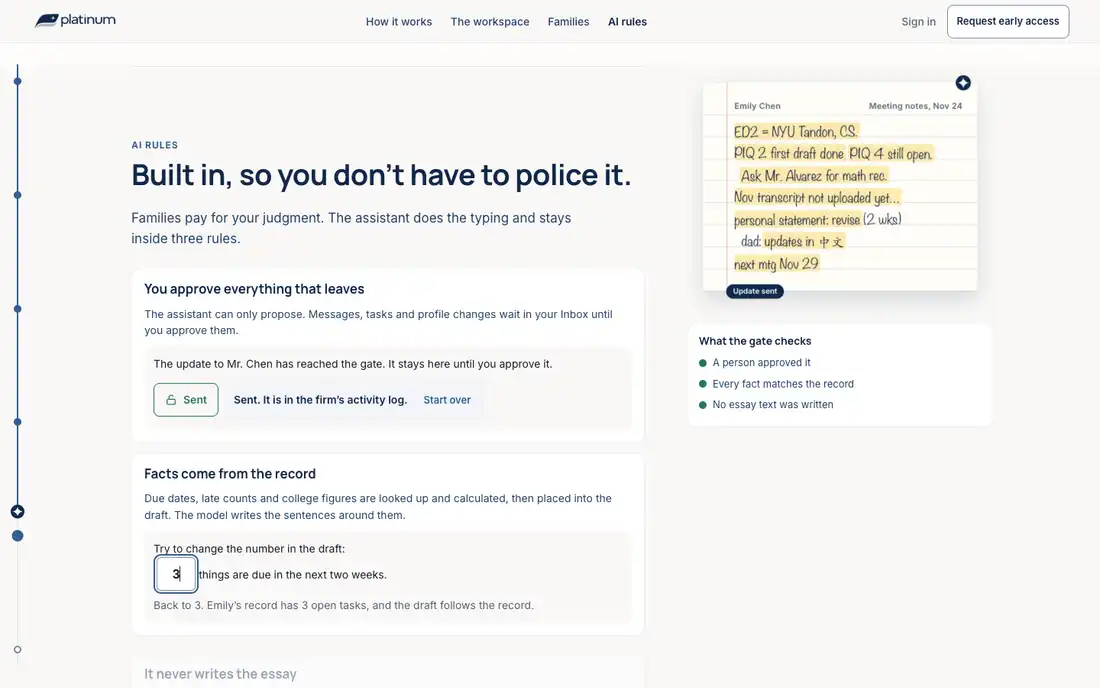 platinum
How it works
The workspace
Families
AI rules
Sign in
Request early access
AI RULES
Built in, so you don't have to police it.
Families pay for your judgment. The assistant does the typing and stays
inside three rules.
You approve everything that leaves
The assistant can only propose. Messages, tasks and profile changes wait in your Inbox until
you approve them.
The update to Mr. Chen has reached the gate. It stays here until you approve it.
Sent
Sent. It is in the firm's activity log.
Start over
Facts come from the record
Due dates, late counts and college figures are looked up and calculated, then placed into the
draft. The model writes the sentences around them.
Try to change the number in the draft:
3 things are due in the next two weeks.
Back to 3. Emily's record has 3 open tasks, and the draft follows the record.
It never writes the essay
Emily Chen
Meeting notes, Nov 24
ED2 = NYU Tandon, CS.
PIQ 2 first draft done PIQ 4 still open.
Ask Mr. Alvarez for math rec.
Nov transcript not uploaded yet...
personal statement: revise (2 wks)
dad: updates in 中文
next mtg Nov 29
Update sent
What the gate checks
A person approved it
Every fact matches the record
No essay text was written